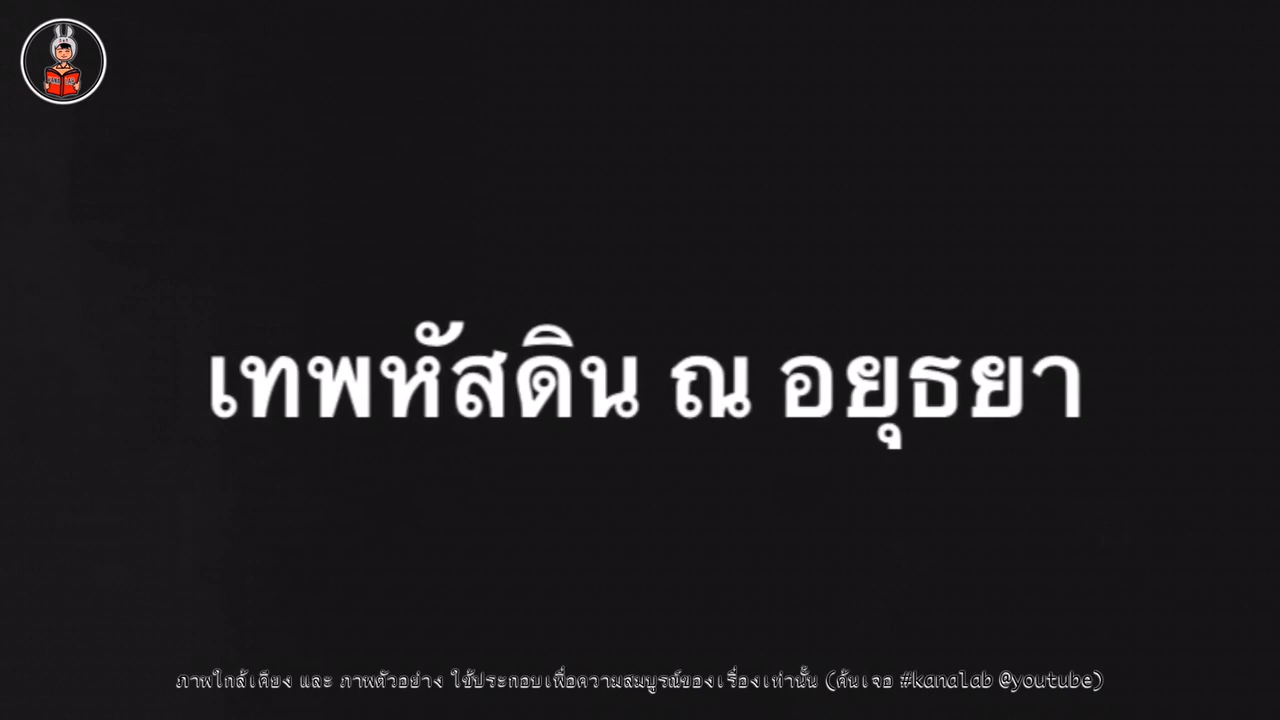 เทพหัสดิน ณ อยุธยา
ภาพใกล้เคียง และ ภาพตัวอย่าง ใช้ประกอบเพื่อความสมบูรณ์ของเรื่องเท่านั้น (ค้นเจอ #kanalab @youtube)